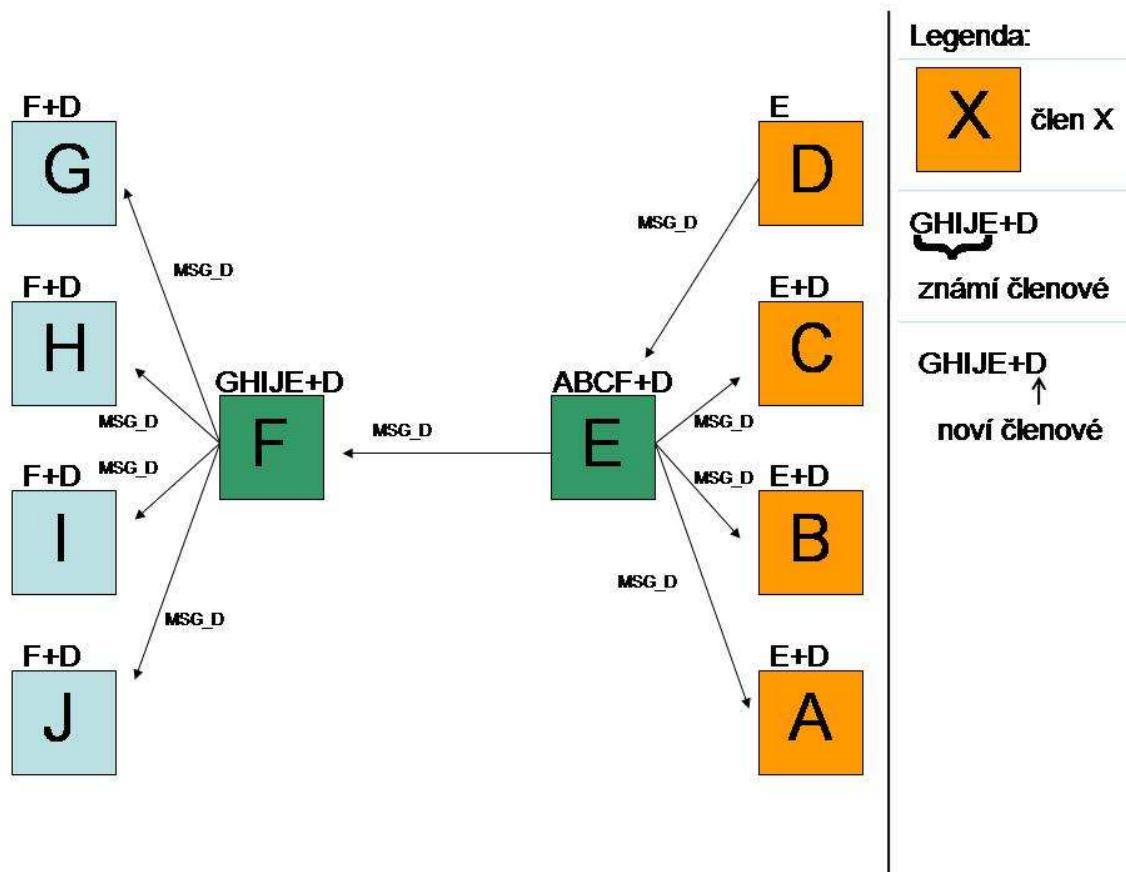 F+D
G
F+D
H
F+D
I
F+D
J
MSG_D
MSG_D
MSG_D
MSG_D
GHIJE+D
F
MSG_D
ABCF+D
E
MSG_D
MSG_D
MSG_D
MSG_D
E
D
E+D
C
E+D
B
E+D
A
Legenda:
X
člen X
GHIJE+D
známí členové
GHIJE+D
noví členové